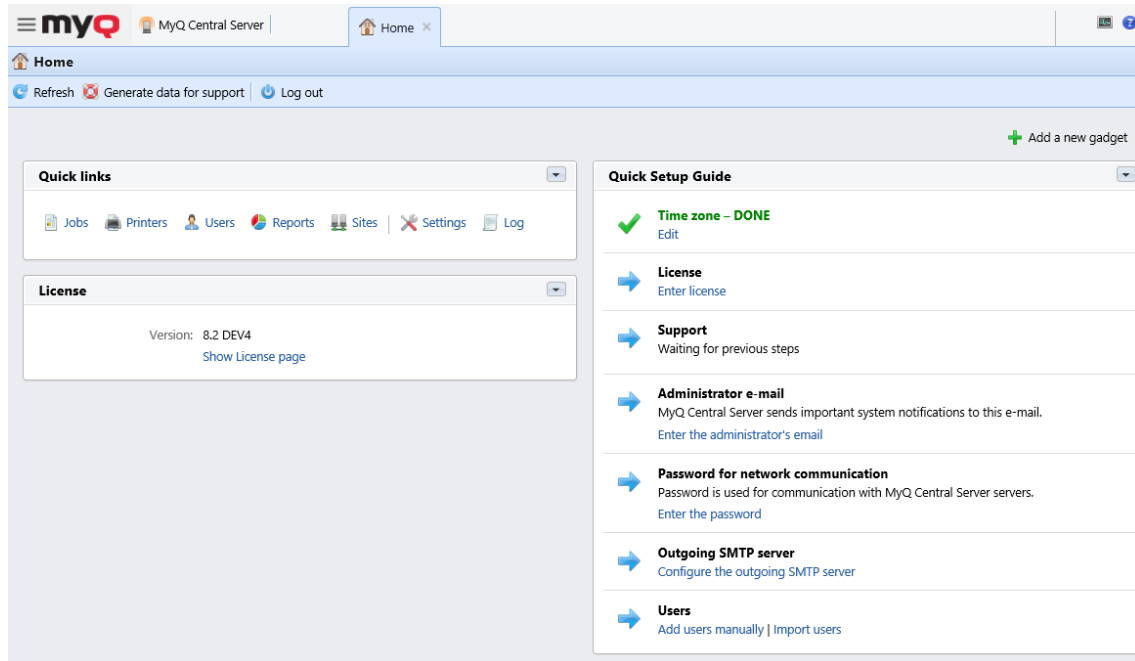 myQ MyQ Central Server Home ×
Home
Refresh Generate data for support Log out
Add a new gadget
Quick links
Jobs Printers Users Reports Sites Settings Log
License
Version: 8.2 DEV4
Show License page
Quick Setup Guide
Time zone – DONE
Edit
License
Enter license
Support
Waiting for previous steps
Administrator e-mail
MyQ Central Server sends important system notifications to this e-mail.
Enter the administrator's email
Password for network communication
Password is used for communication with MyQ Central Server servers.
Enter the password
Outgoing SMTP server
Configure the outgoing SMTP server
Users
Add users manually | Import users